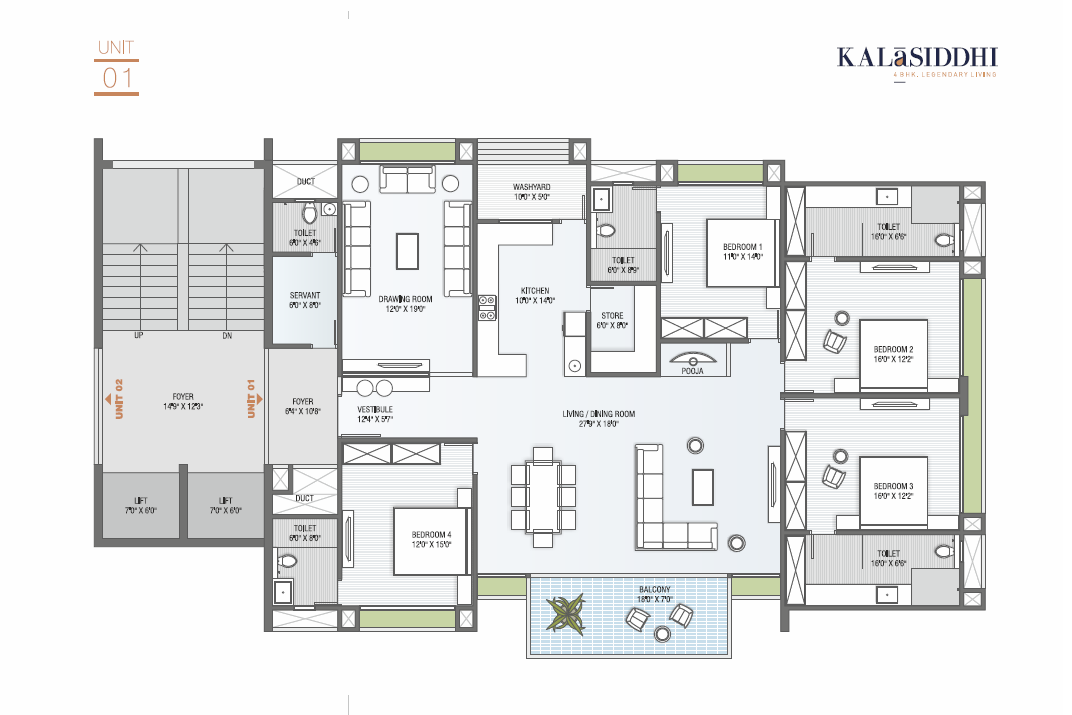 UNIT
01
KALāSIDDHI
4 BHK. LEGENDARY LIVING
DUCT
TOILET
6'0" X 4'6"
SERVANT
6'0" X 8'0"
DRAWING ROOM
12'0" X 19'0"
WASHYARD
10'0" X 5'0"
KITCHEN
10'0" X 14'0"
TOILET
6'0" X 8'9"
STORE
6'0" X 8'0"
BEDROOM 1
11'0" X 14'0"
POOJA
TOILET
16'0" X 6'6"
BEDROOM 2
16'0" X 12'2"
UP
DN
UNIT 02
FOYER
14'9" X 12'3"
UNIT 01
FOYER
6'4" X 10'8"
VESTIBULE
12'4" X 5'7"
LIVING / DINING ROOM
27'9" X 18'0"
BEDROOM 3
16'0" X 12'2"
LIFT
7'0" X 6'0"
LIFT
7'0" X 6'0"
DUCT
TOILET
6'0" X 8'0"
BEDROOM 4
12'0" X 15'0"
TOILET
16'0" X 6'6"
BALCONY
18'0" X 7'0"